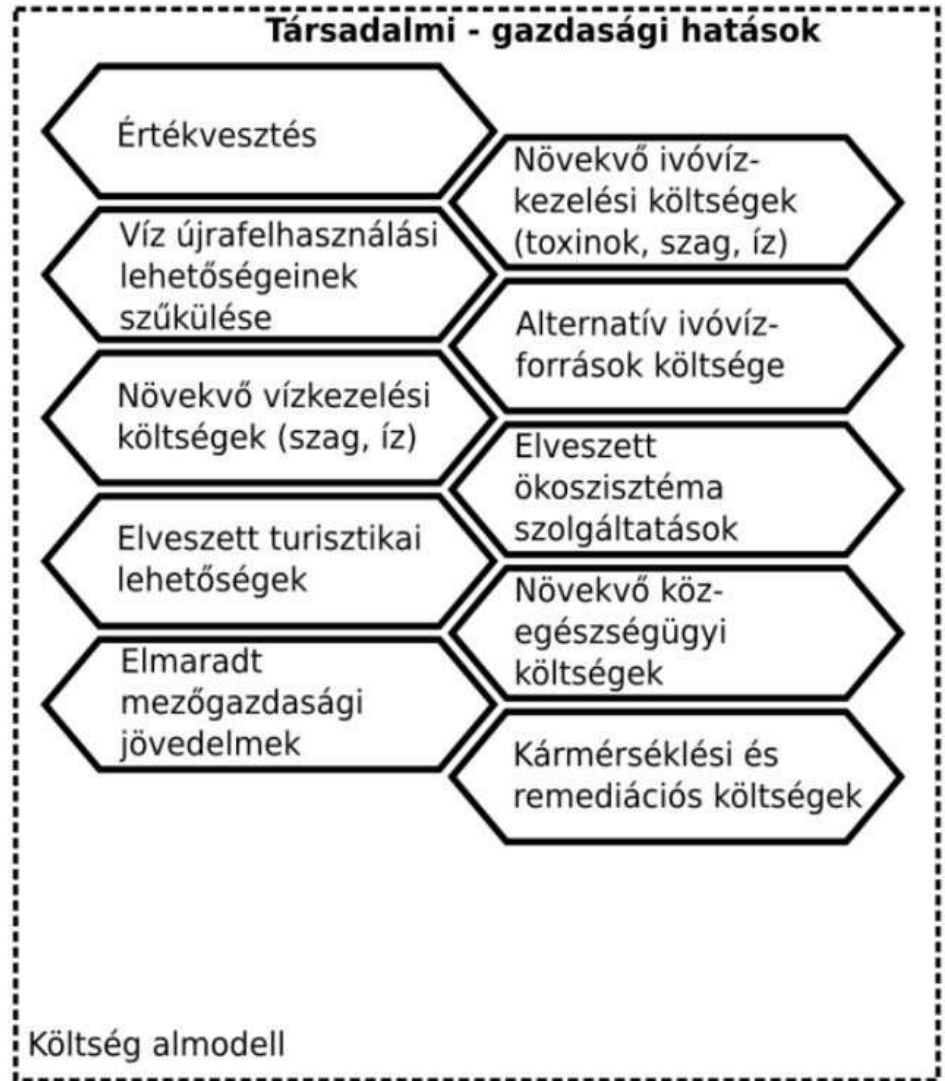 Társadalmi - gazdasági hatások
Értékvesztés
Víz újrafelhasználási
lehetőségeinek
szűkülése
Növekvő vízkezelési
költségek (szag, íz)
Elveszett turisztikai
lehetőségek
Elmaradt
mezőgazdasági
jövedelmek
Növekvő ivóvíz-
kezelési költségek
(toxinok, szag, íz)
Alternatív ivóvíz-
források költsége
Elveszett
ökoszisztéma
szolgáltatások
Növekvő köz-
egészségügyi
költségek
Kármérséklési és
remediációs költségek
Költség almodell